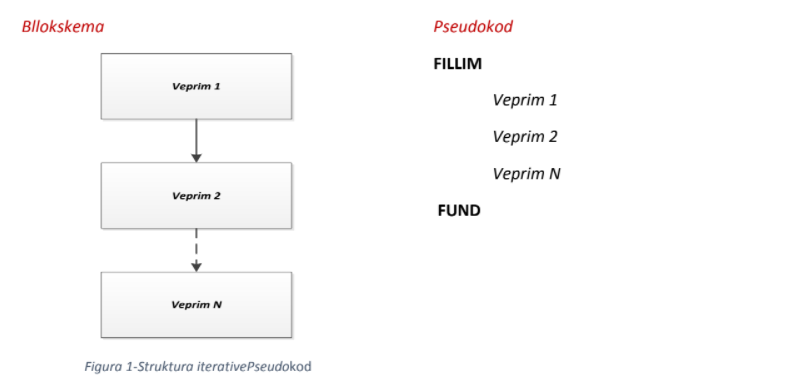 Bllokskema
Veprim 1
Veprim 2
Veprim N
Figura 1-Struktura iterativePseudokod
Pseudokod
FILLIM
Veprim 1
Veprim 2
Veprim N
FUND